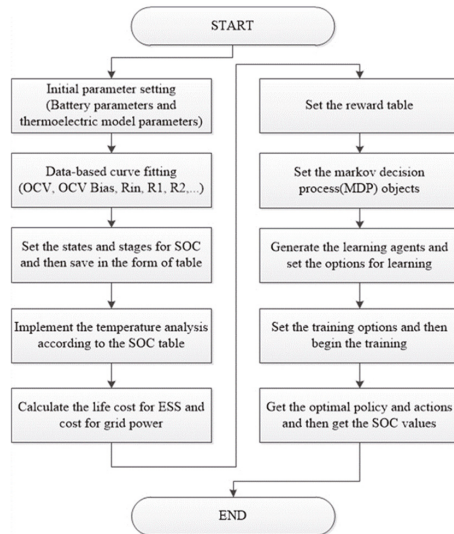 START
Initial parameter setting
(Battery parameters and
thermoelectric model parameters)
Data-based curve fitting
(OCV, OCV Bias, Rin, R1, R2,...)
Set the states and stages for SOC
and then save in the form of table
Implement the temperature analysis
according to the SOC table
Calculate the life cost for ESS and
cost for grid power
Set the reward table
Set the markov decision
process(MDP) objects
Generate the learning agents and
set the options for learning
Set the training options and then
begin the training
Get the optimal policy and actions
and then get the SOC values
END